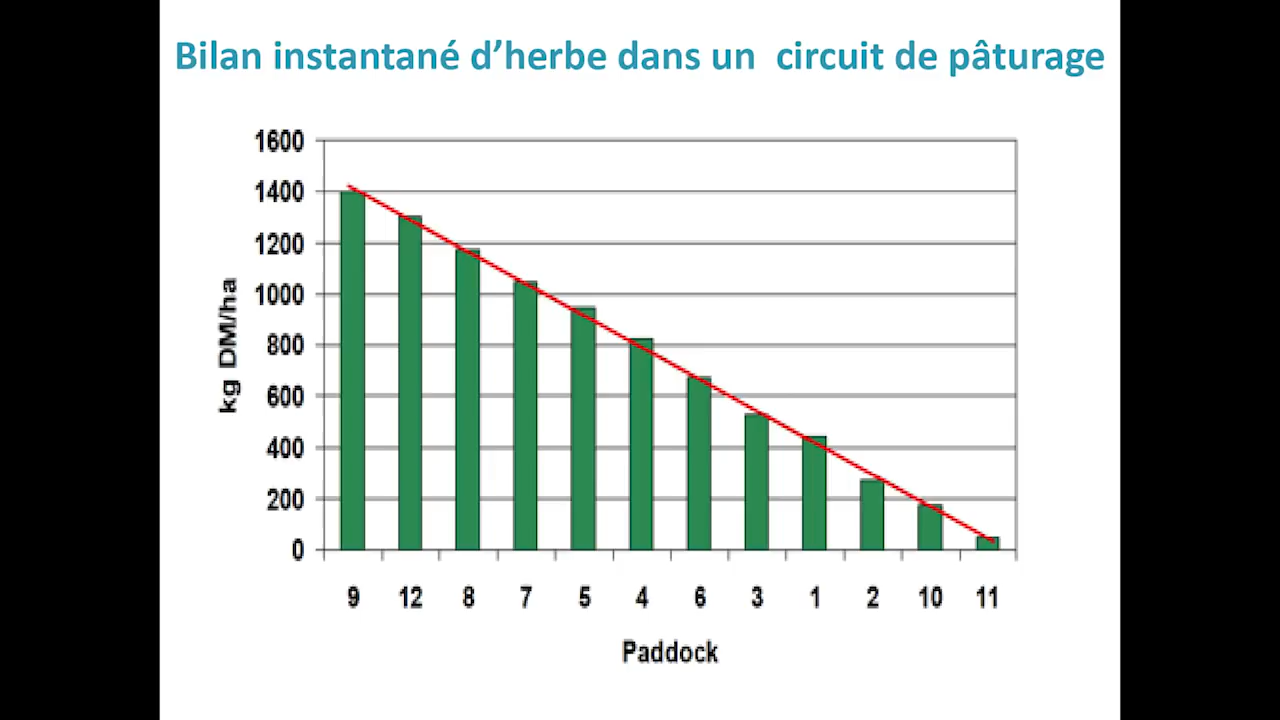 Bilan instantané d’herbe dans un  circuit de pâturage
1600
1400
1200
1000
800
600
400
200
0
kg DM/ha
9 12 8 7 5 4 6 3 1 2 10 11
Paddock